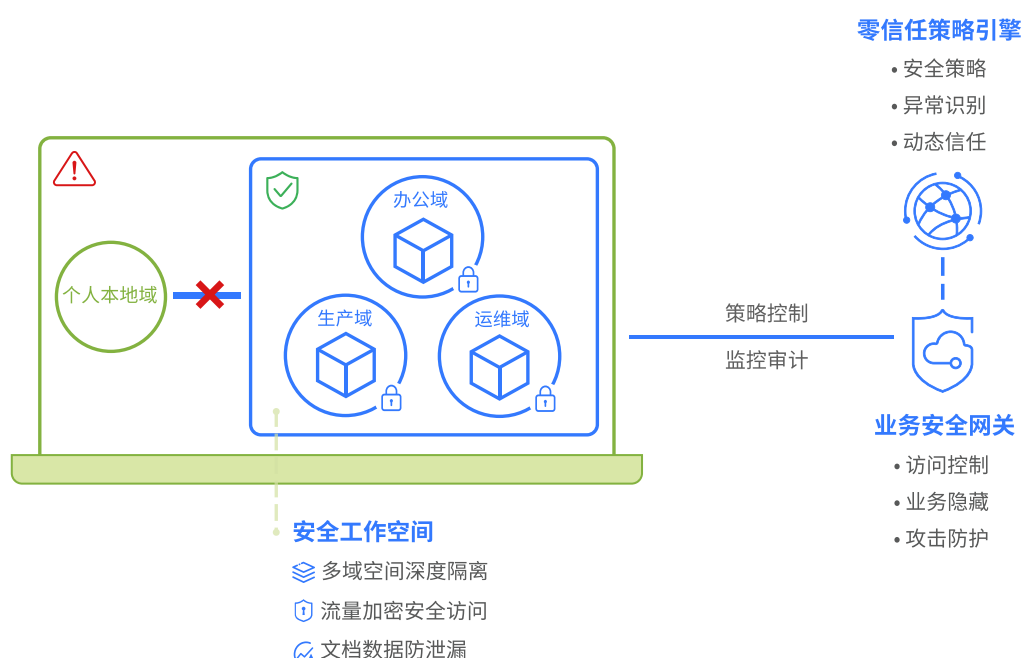 零信任策略引擎
• 安全策略
• 异常识别
• 动态信任
办公域
个人本地域
生产域
运维域
策略控制
监控审计
业务安全网关
• 访问控制
• 业务隐藏
• 攻击防护
安全工作空间
多域空间深度隔离
流量加密安全访问
文档数据防泄漏